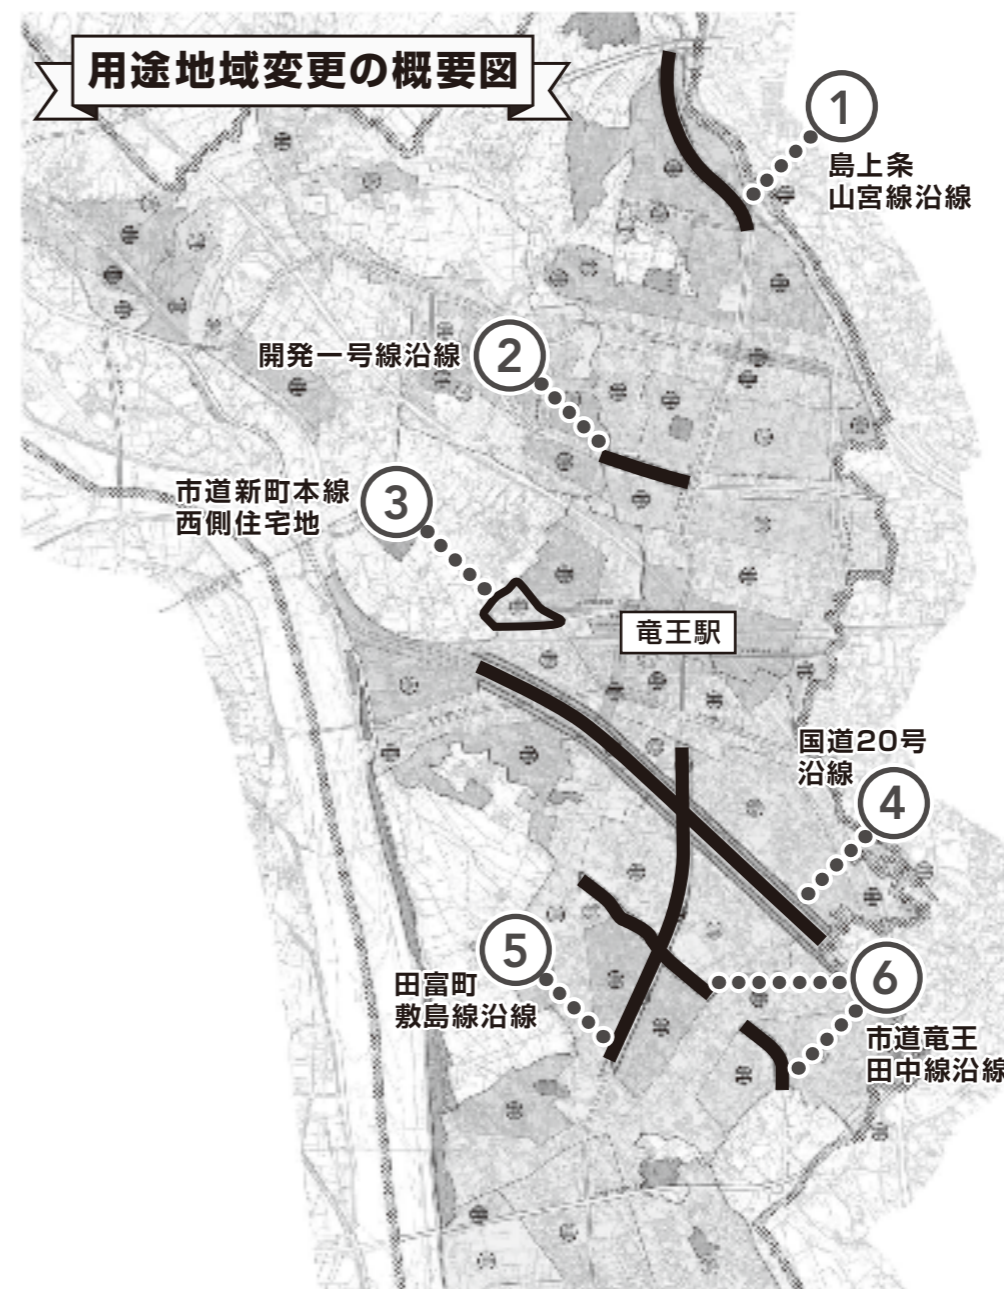 用途地域変更の概要図
1
島上条
山宮線沿線
開発一号線沿線
2
市道新町本線
西側住宅地
3
竜王駅
国道20号
沿線
4
5
田富町
敷島線沿線
6
市道竜王
田中線沿線